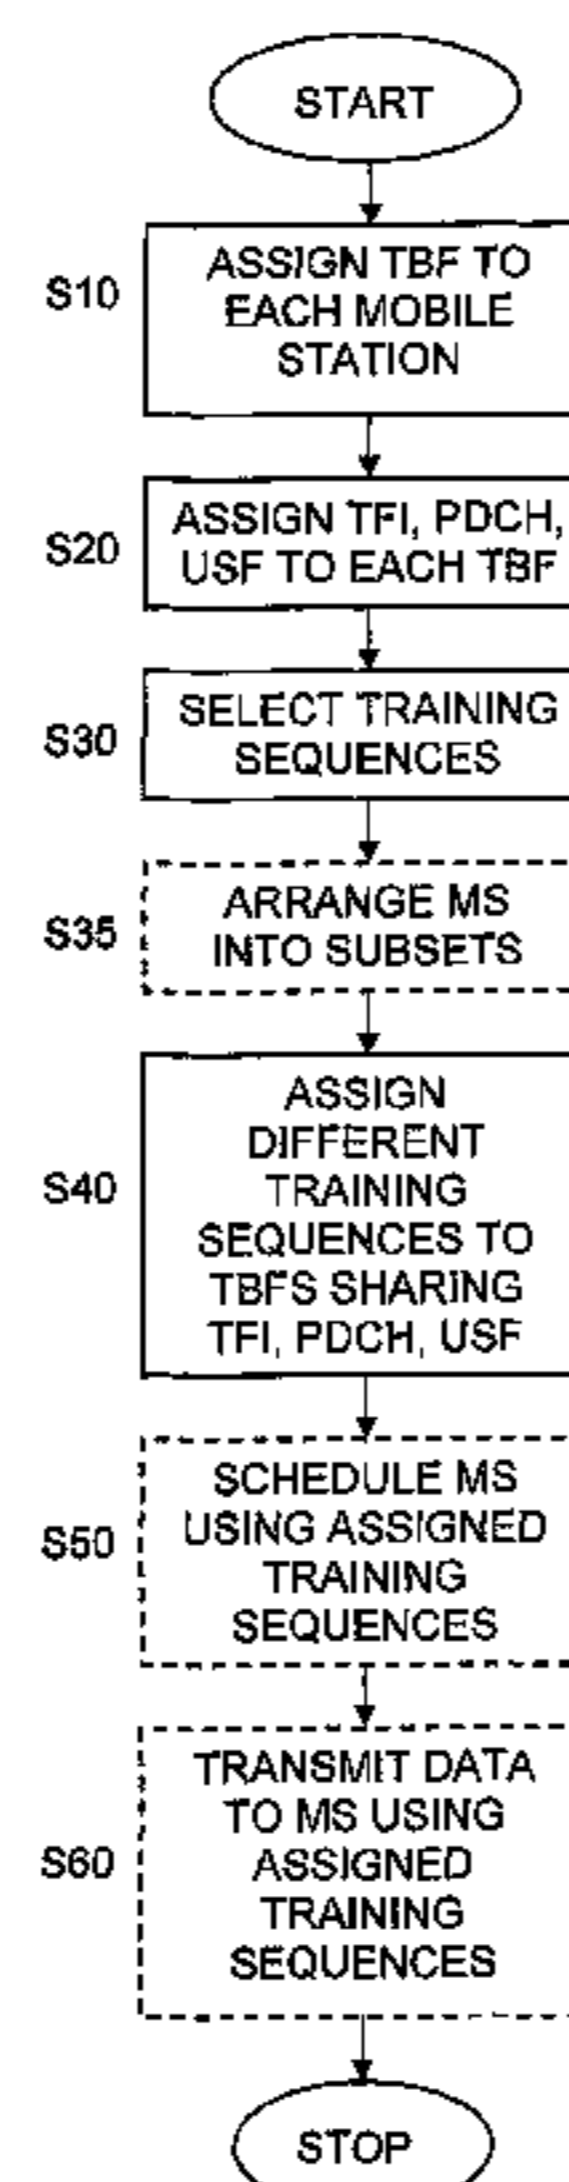 START
S10
ASSIGN TBF TO
EACH MOBILE
STATION
S20
ASSIGN TFI, PDCH,
USF TO EACH TBF
S30
SELECT TRAINING
SEQUENCES
S35
ARRANGE MS
INTO SUBSETS
S40
ASSIGN
DIFFERENT
TRAINING
SEQUENCES TO
TBFS SHARING
TFI, PDCH, USF
S50
SCHEDULE MS
USING ASSIGNED
TRAINING
SEQUENCES
S60
TRANSMIT DATA
TO MS USING
ASSIGNED
TRAINING
SEQUENCES
STOP